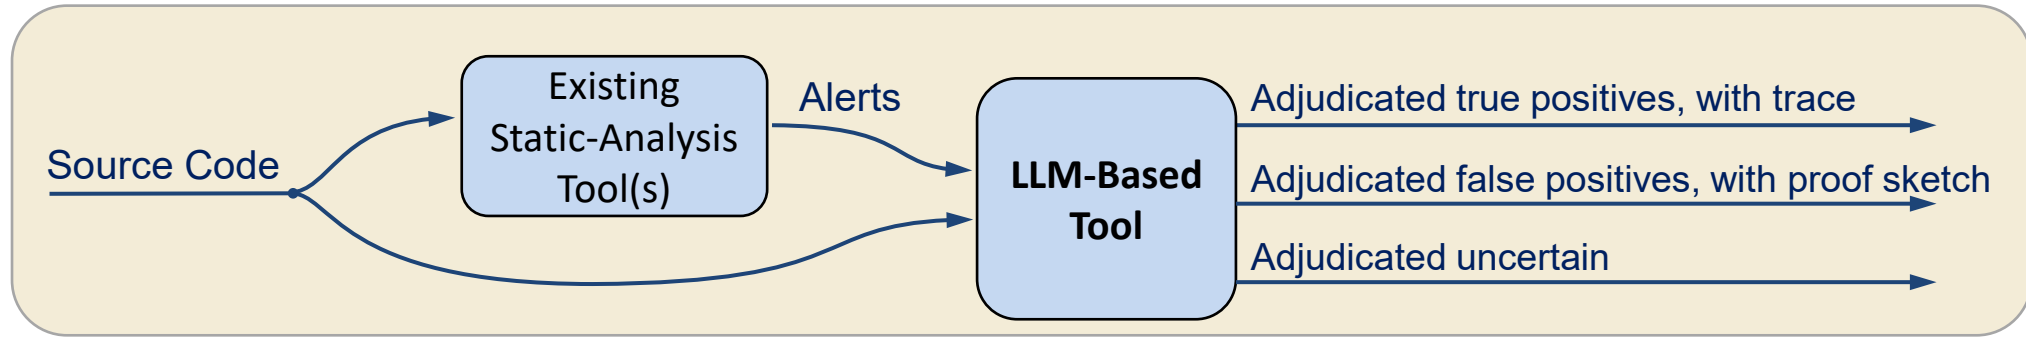 Source Code
Existing
Static-Analysis
Tool(s)
Alerts
LLM-Based
Tool
Adjudicated true positives, with trace
Adjudicated false positives, with proof sketch
Adjudicated uncertain